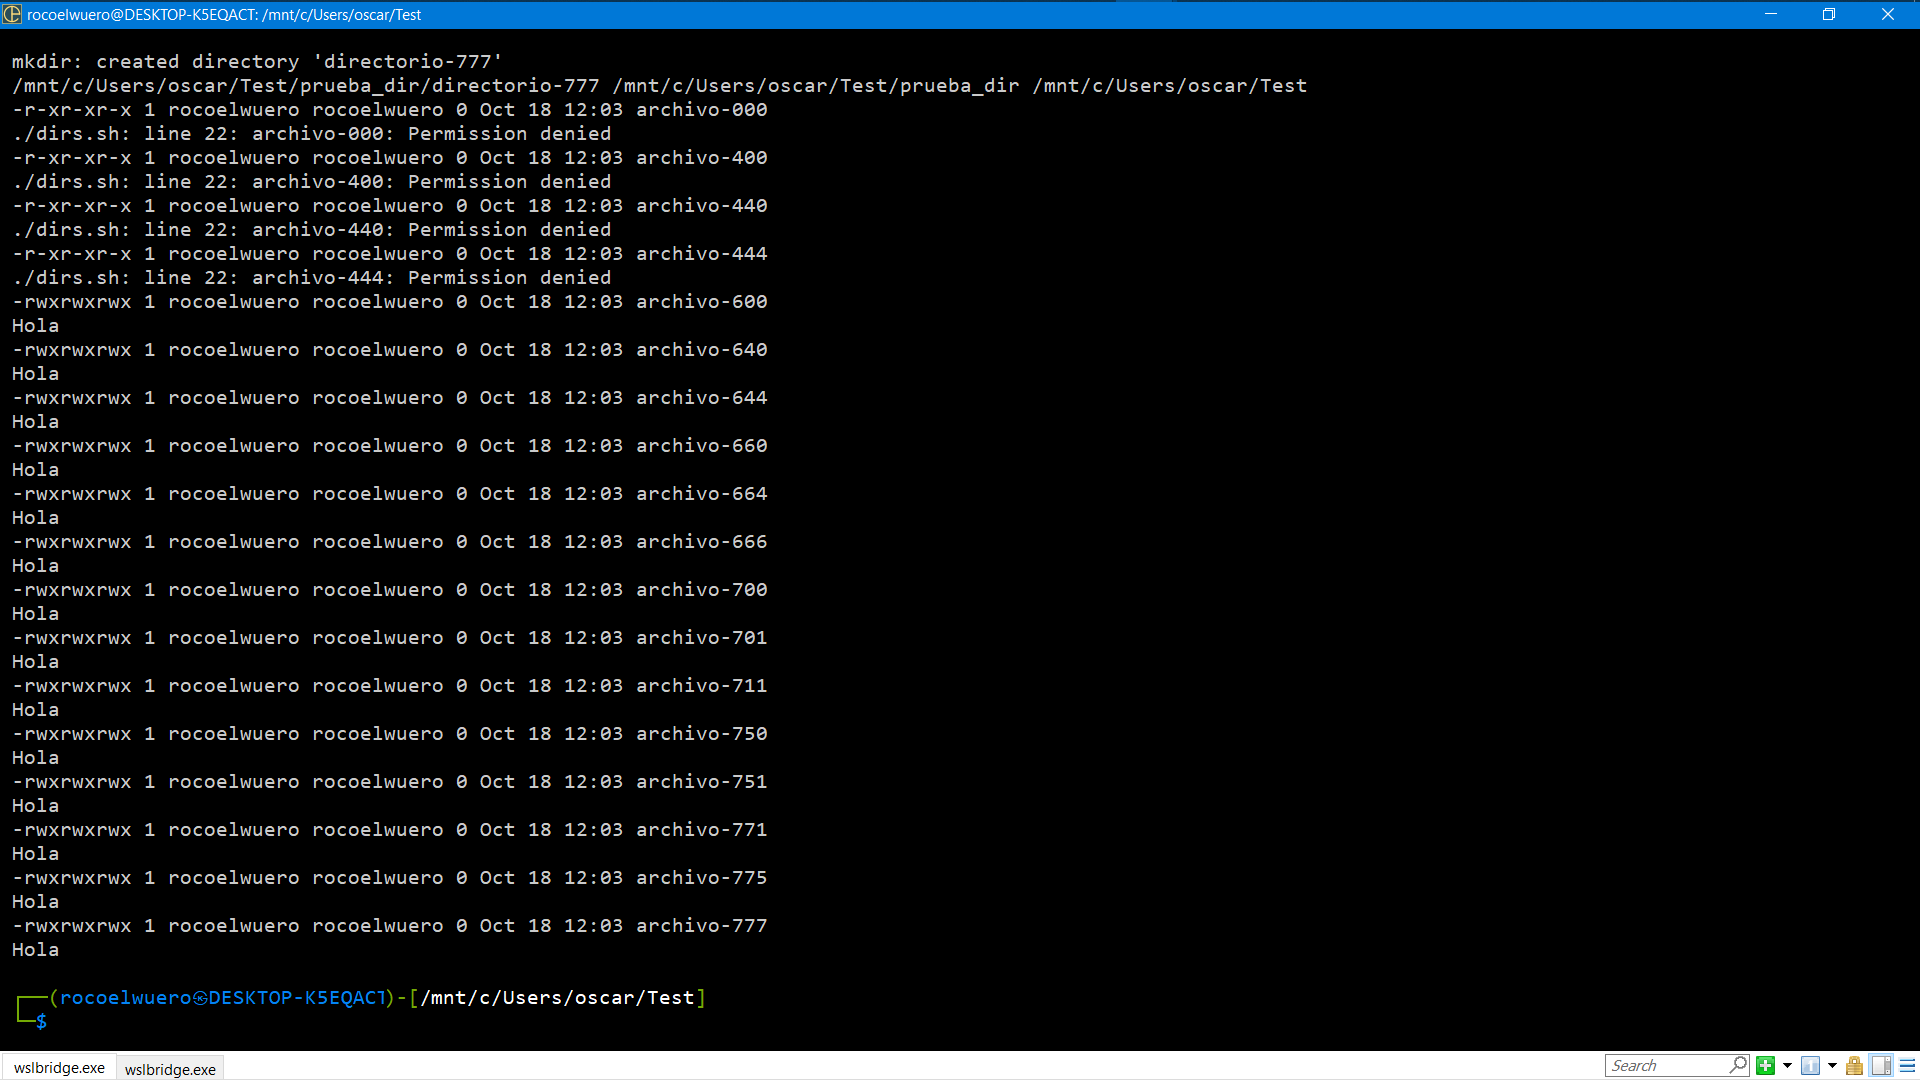 rocoelwuero@DESKTOP-K5EQACT: /mnt/c/Users/oscar/Test
mkdir: created directory 'directorio-777'
/mnt/c/Users/oscar/Test/prueba_dir/directorio-777 /mnt/c/Users/oscar/Test/prueba_dir /mnt/c/Users/oscar/Test
-r-xr-xr-x 1 rocoelwuero rocoelwuero 0 Oct 18 12:03 archivo-000
./dirs.sh: line 22: archivo-000: Permission denied
-r-xr-xr-x 1 rocoelwuero rocoelwuero 0 Oct 18 12:03 archivo-400
./dirs.sh: line 22: archivo-400: Permission denied
-r-xr-xr-x 1 rocoelwuero rocoelwuero 0 Oct 18 12:03 archivo-440
./dirs.sh: line 22: archivo-440: Permission denied
-r-xr-xr-x 1 rocoelwuero rocoelwuero 0 Oct 18 12:03 archivo-444
./dirs.sh: line 22: archivo-444: Permission denied
-rwxrwxrwx 1 rocoelwuero rocoelwuero 0 Oct 18 12:03 archivo-600
Hola
-rwxrwxrwx 1 rocoelwuero rocoelwuero 0 Oct 18 12:03 archivo-640
Hola
-rwxrwxrwx 1 rocoelwuero rocoelwuero 0 Oct 18 12:03 archivo-644
Hola
-rwxrwxrwx 1 rocoelwuero rocoelwuero 0 Oct 18 12:03 archivo-660
Hola
-rwxrwxrwx 1 rocoelwuero rocoelwuero 0 Oct 18 12:03 archivo-664
Hola
-rwxrwxrwx 1 rocoelwuero rocoelwuero 0 Oct 18 12:03 archivo-666
Hola
-rwxrwxrwx 1 rocoelwuero rocoelwuero 0 Oct 18 12:03 archivo-700
Hola
-rwxrwxrwx 1 rocoelwuero rocoelwuero 0 Oct 18 12:03 archivo-701
Hola
-rwxrwxrwx 1 rocoelwuero rocoelwuero 0 Oct 18 12:03 archivo-711
Hola
-rwxrwxrwx 1 rocoelwuero rocoelwuero 0 Oct 18 12:03 archivo-750
Hola
-rwxrwxrwx 1 rocoelwuero rocoelwuero 0 Oct 18 12:03 archivo-751
Hola
-rwxrwxrwx 1 rocoelwuero rocoelwuero 0 Oct 18 12:03 archivo-771
Hola
-rwxrwxrwx 1 rocoelwuero rocoelwuero 0 Oct 18 12:03 archivo-775
Hola
-rwxrwxrwx 1 rocoelwuero rocoelwuero 0 Oct 18 12:03 archivo-777
Hola
┌──(rocoelwuero㉿DESKTOP-K5EQACT)-[/mnt/c/Users/oscar/Test]
└─$
wslbridge.exe wslbridge.exe Search